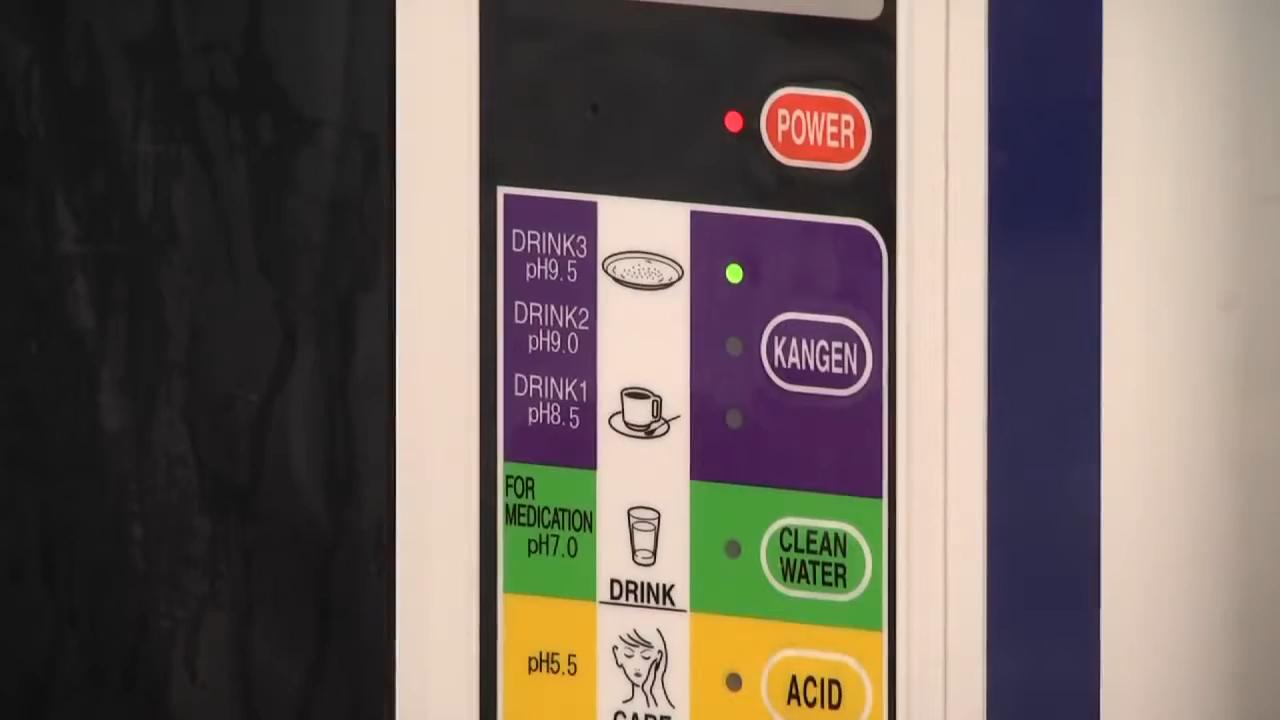 POWER
DRINK3
pH9.5
DRINK2
pH9.0
KANGEN
DRINK1
pH8.5
FOR
MEDICATION
pH7.0
CLEAN
WATER
DRINK
pH5.5
ACID